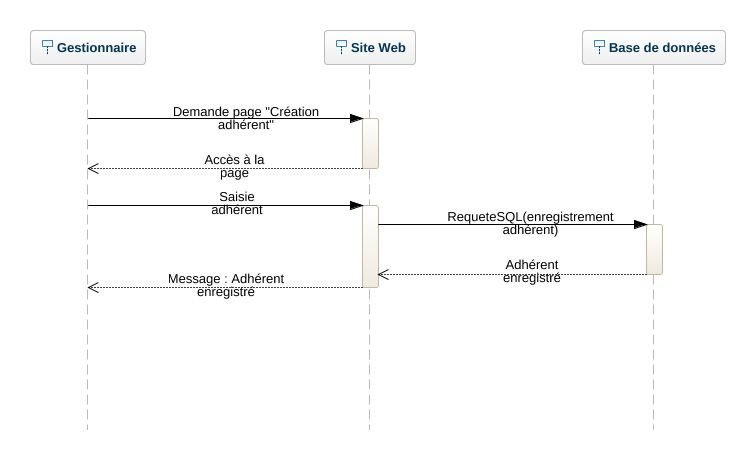 Gestionnaire
Site Web
Base de données
Demande page "Création
adhérent"
Accès à la
page
Saisie
adhérent
RequeteSQL(enregistrement
adhérent)
Adhérent
enregistré
Message : Adhérent
enregistré